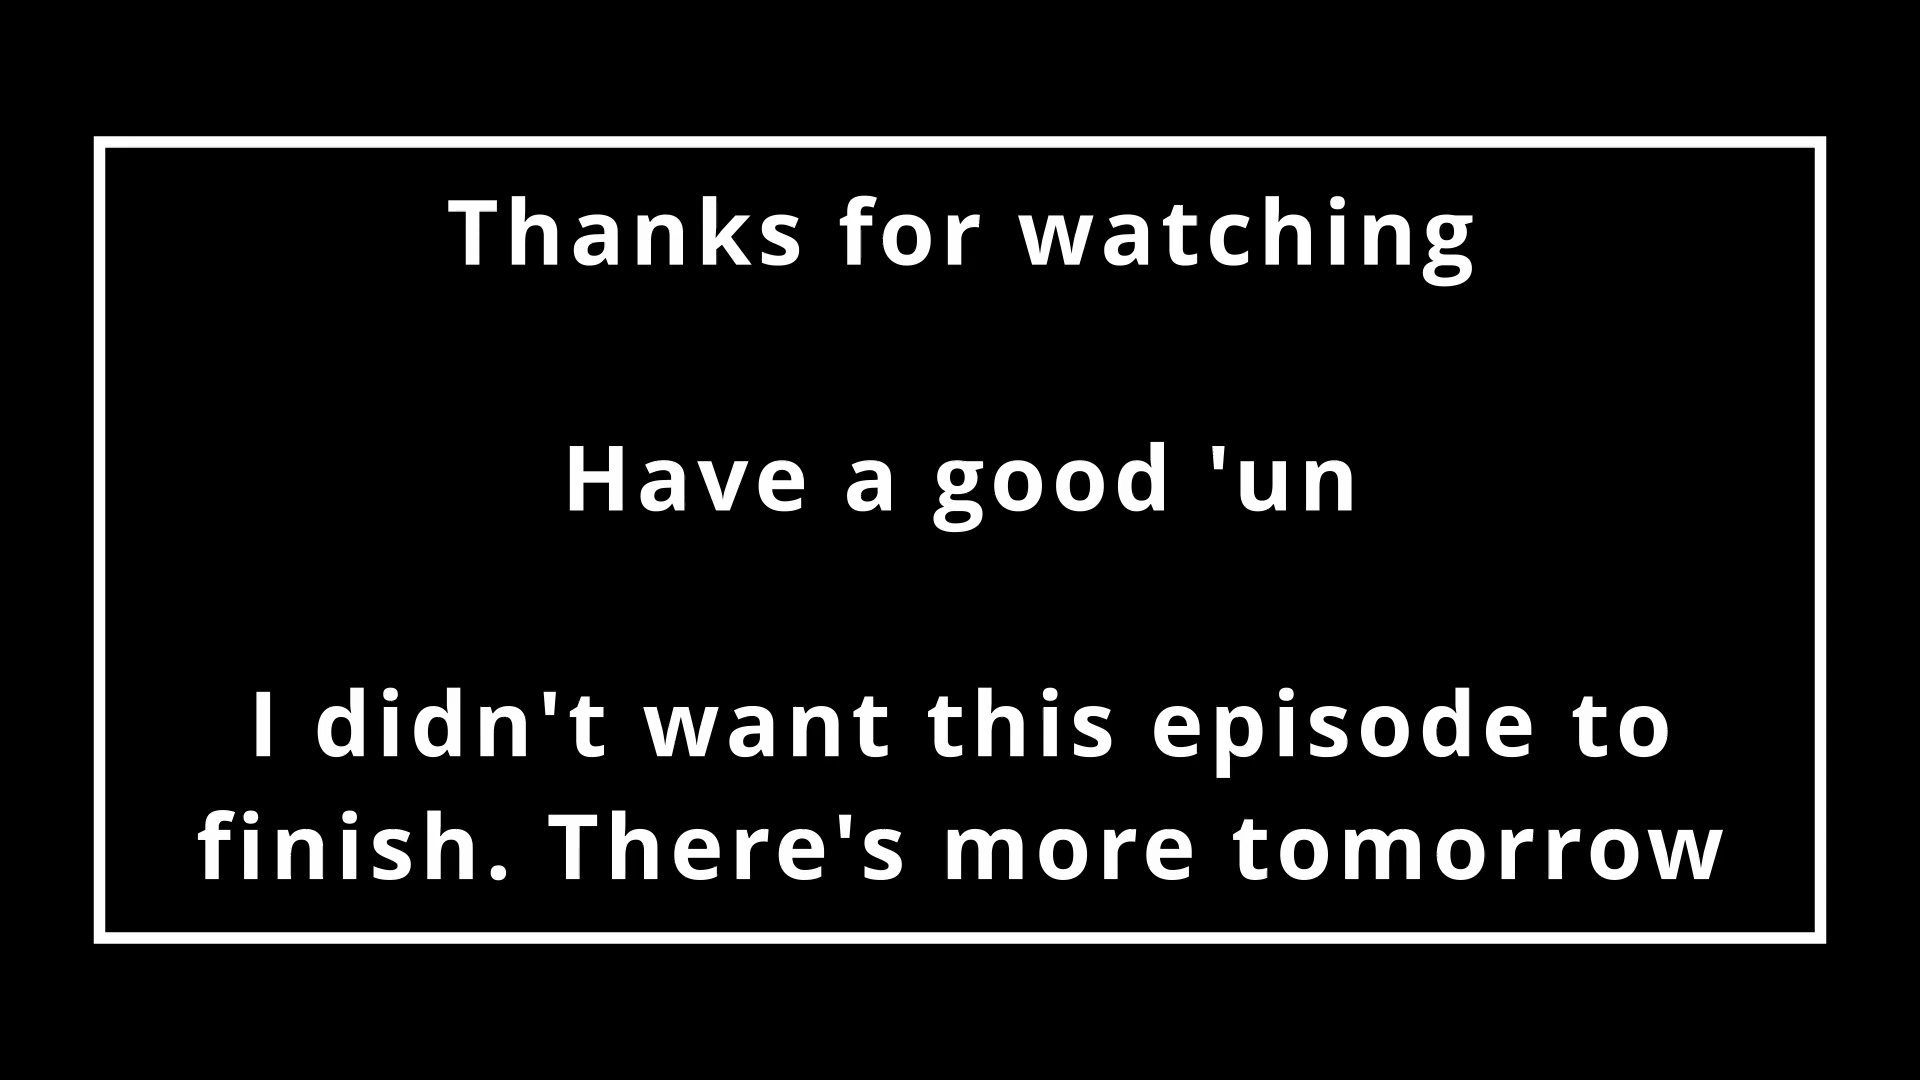 Thanks for watching
Have a good 'un
I didn't want this episode to
finish. There's more tomorrow